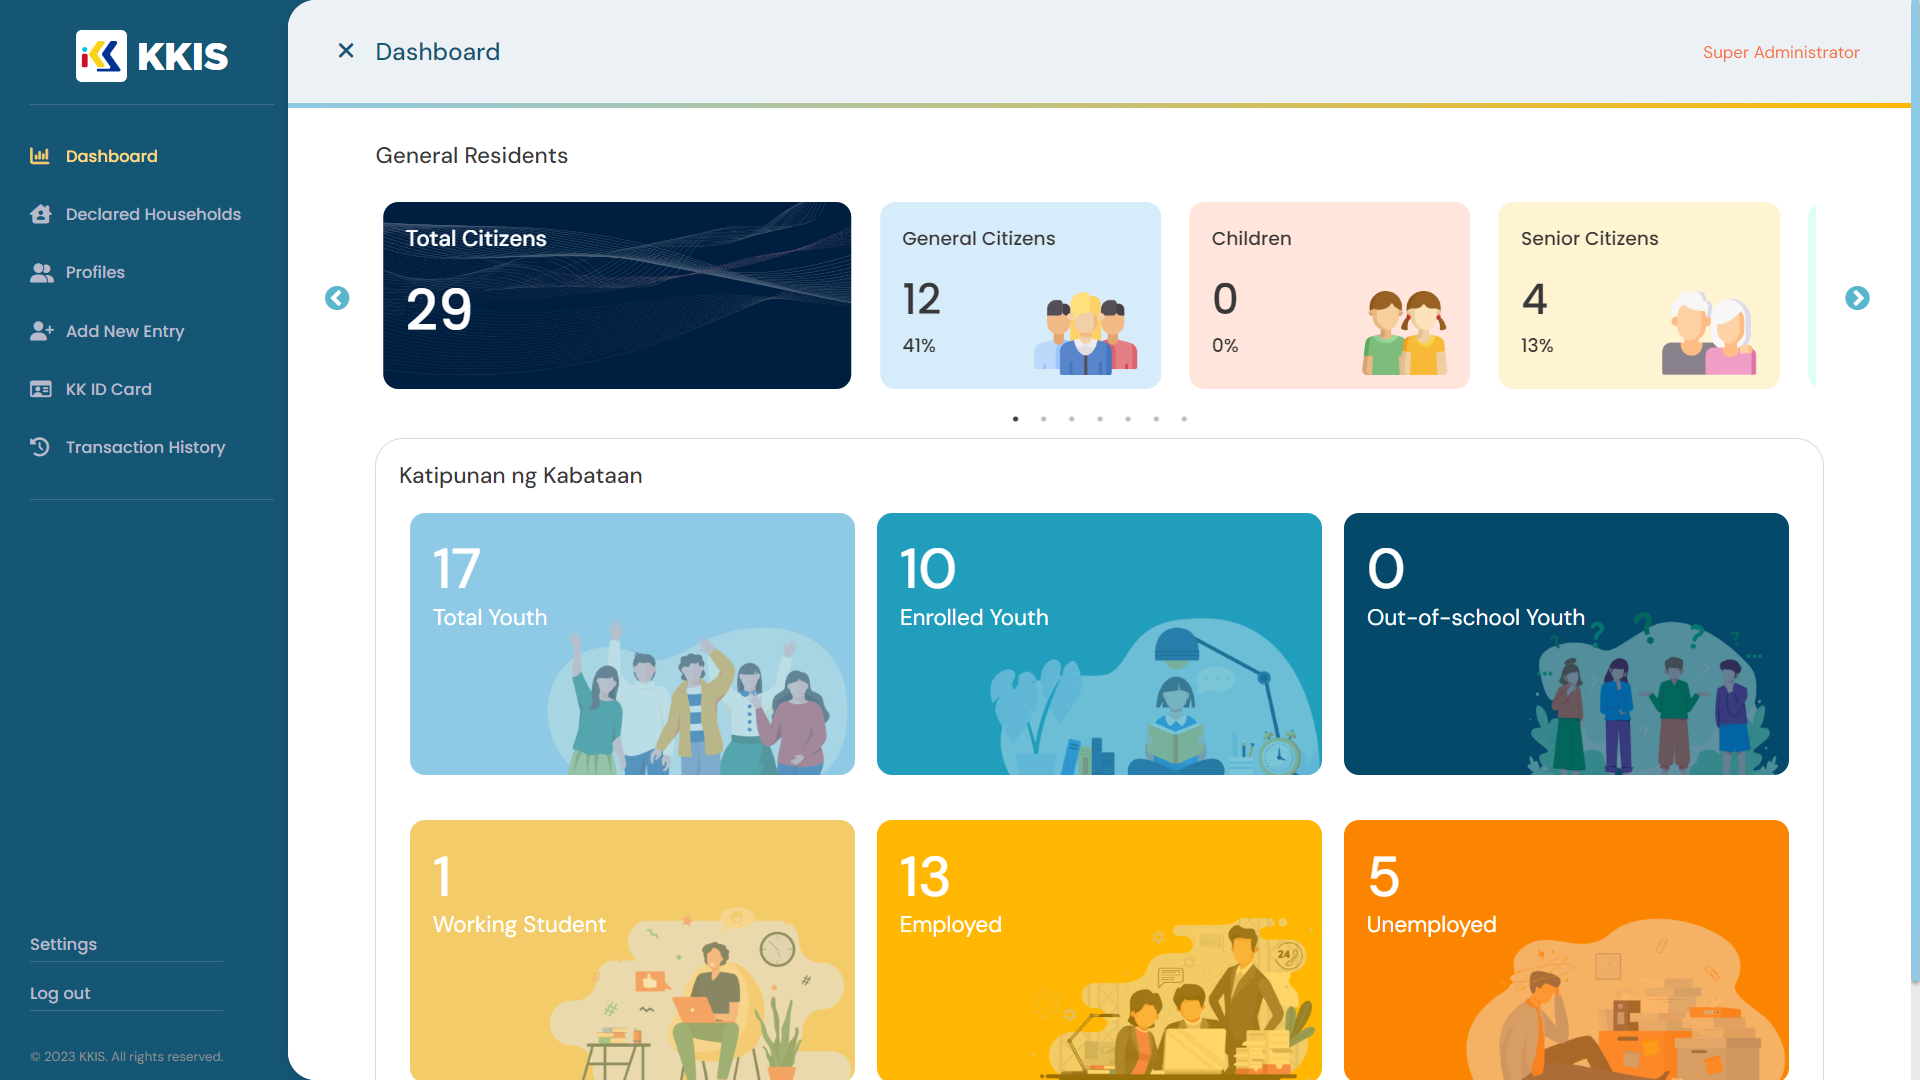 KKIS
Dashboard
Super Administrator
Dashboard
Declared Households
Profiles
Add New Entry
KK ID Card
Transaction History
Settings
Log out
© 2023 KKIS. All rights reserved.
General Residents
Total Citizens
29
General Citizens
12
41%
Children
0
0%
Senior Citizens
4
13%
Katipunan ng Kabataan
17
Total Youth
10
Enrolled Youth
0
Out-of-school Youth
1
Working Student
13
Employed
24
5
Unemployed